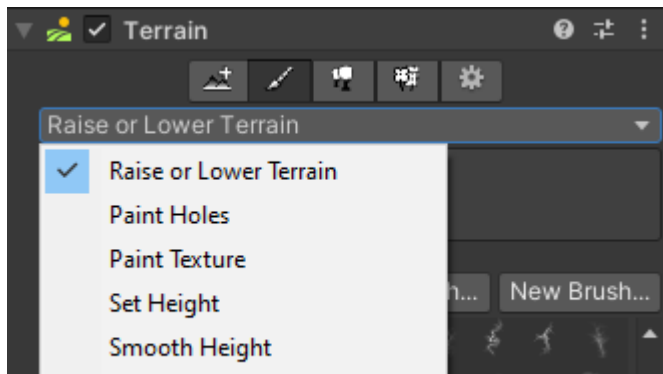 Terrain
Raise or Lower Terrain
Raise or Lower Terrain
Paint Holes
Paint Texture
Set Height
h... New Brush...
Smooth Height